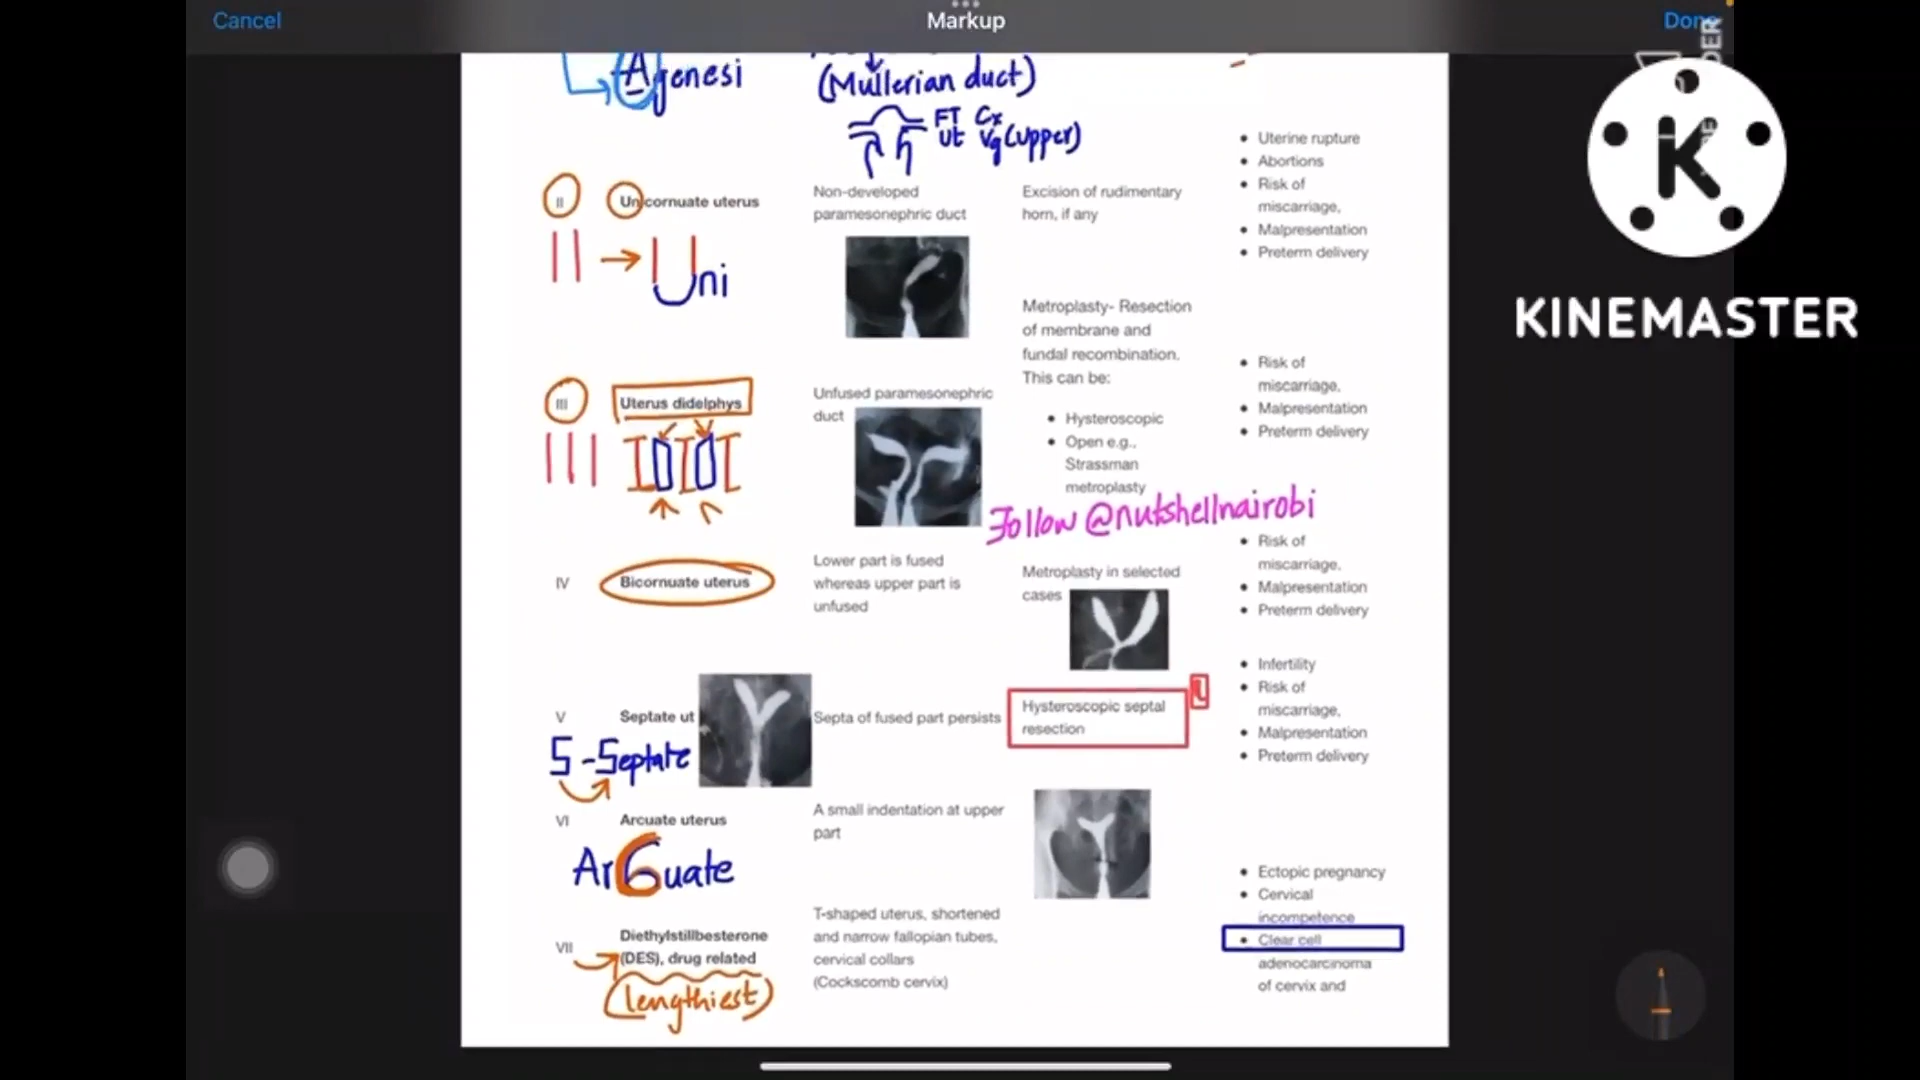 Cancel
Markup
Done
Agenesi
(Mullerian duct)
FT Cx
Ut Vg(upper)
II
Unicornuate uterus
Non-developed
paramesonephric duct
Excision of rudimentary
horn, if any
Uterine rupture
Abortions
Risk of
miscarriage,
Malpresentation
Preterm delivery
II → Uni
III
Uterus didelphys
Unfused paramesonephric
duct
Metroplasty- Resection
of membrane and
fundal recombination.
This can be:
Hysteroscopic
Open e.g.,
Strassman
metroplasty
Risk of
miscarriage,
Malpresentation
Preterm delivery
Follow @nutshellnairobi
IV
Bicornuate uterus
Lower part is fused
whereas upper part is
unfused
Metroplasty in selected
cases
Risk of
miscarriage,
Malpresentation
Preterm delivery
V
Septate ut
Septa of fused part persists
Hysteroscopic septal
resection
Infertility
Risk of
miscarriage,
Malpresentation
Preterm delivery
5 - Septate
VI
Arcuate uterus
A small indentation at upper
part
Ar6uate
VII
Diethylstillbesterone
(DES), drug related
T-shaped uterus, shortened
and narrow fallopian tubes,
cervical collars
(Cockscomb cervix)
Ectopic pregnancy
Cervical
incompetence
Clear cell
adenocarcinoma
of cervix and
(lengthiest)
K
KINEMASTER